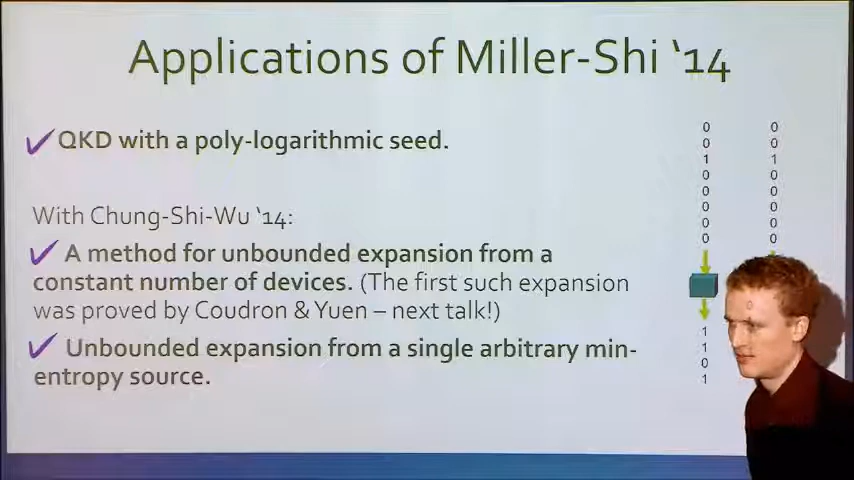 Applications of Miller-Shi ‘14
✓QKD with a poly-logarithmic seed.
With Chung-Shi-Wu ‘14:
✓ A method for unbounded expansion from a
constant number of devices. (The first such expansion
was proved by Coudron & Yuen – next talk!)
✓ Unbounded expansion from a single arbitrary min-
entropy source.
0 0
0 0
1 1
0 0
0 0
0 0
0 0
0 0
0
1
1
0
1